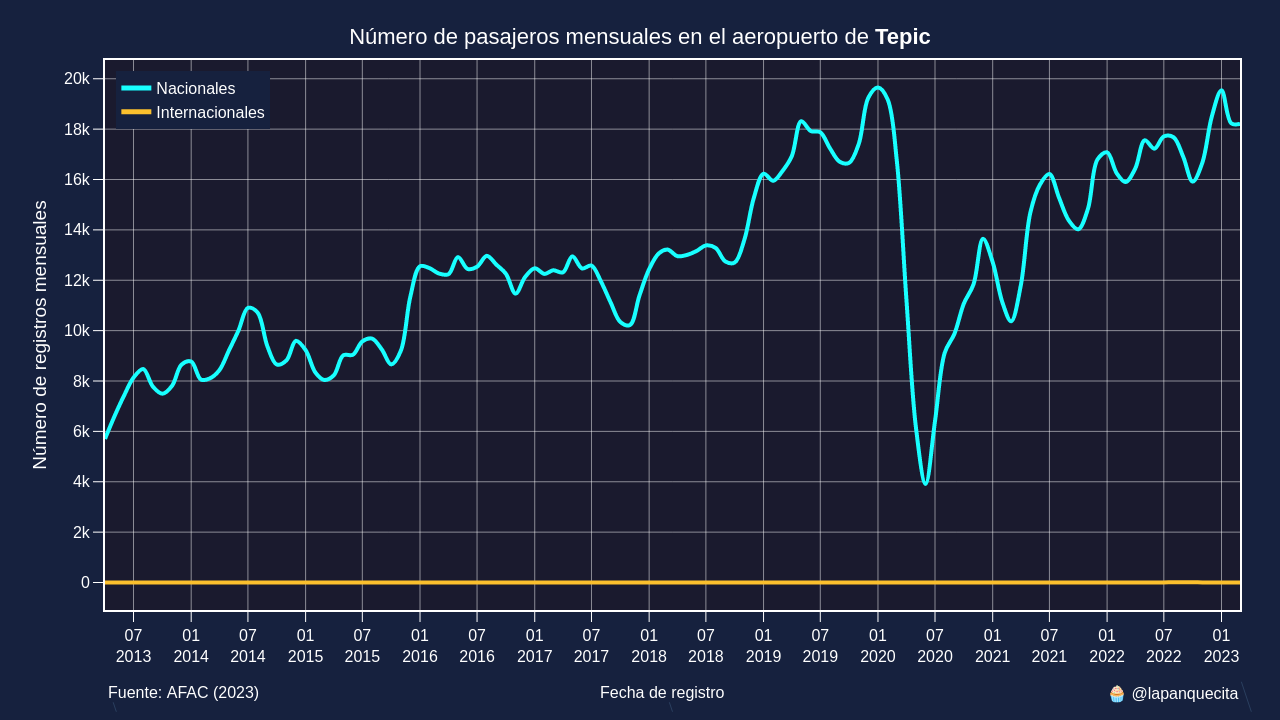 Número de pasajeros mensuales en el aeropuerto de Tepic
Nacionales
Internacionales
Número de registros mensuales
20k
18k
16k
14k
12k
10k
8k
6k
4k
2k
0
07 01 07 01 07 01 07 01 07 01 07 01 07 01 07 01 07 01 07 01
2013 2014 2014 2015 2015 2016 2016 2017 2017 2018 2018 2019 2019 2020 2020 2021 2021 2022 2022 2023
Fuente: AFAC (2023) Fecha de registro 🧁 @lapanquecita